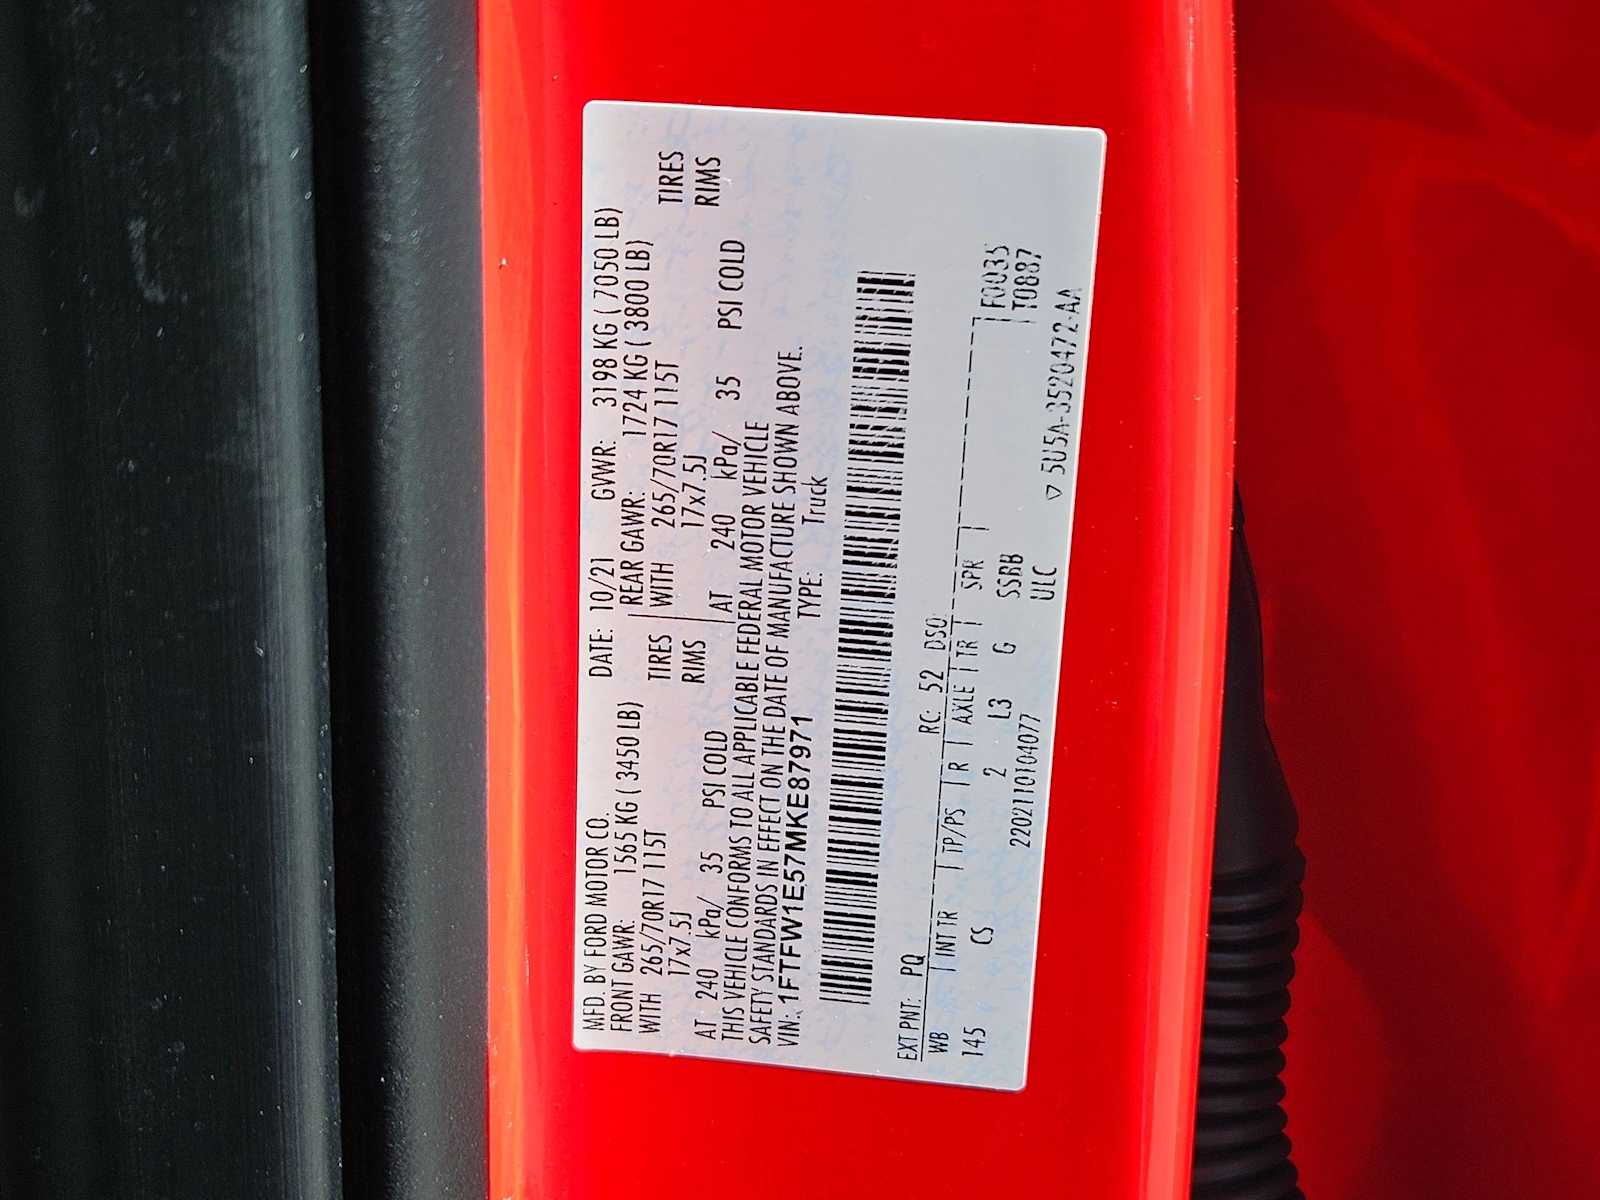 MFD. BY FORD MOTOR CO. DATE: 10/21 GVWR: 3198 KG ( 7050 LB)
FRONT GAWR: 1565 KG ( 3450 LB) REAR GAWR: 1724 KG ( 3800 LB)
WITH 265/70R17 115T TIRES WITH 265/70R17 115T TIRES
17x7.5J RIMS 17x7.5J RIMS
AT 240 kPa/ 35 PSI COLD AT 240 kPa/ 35 PSI COLD
THIS VEHICLE CONFORMS TO ALL APPLICABLE FEDERAL MOTOR VEHICLE
SAFETY STANDARDS IN EFFECT ON THE DATE OF MANUFACTURE SHOWN ABOVE.
VIN: 1FTFW1E57MKE87971 TYPE: Truck
EXT PNT: PQ RC: 52 DSO:
WB INT TR TP/PS R AXLE TR SPR F0035
145 CS 2 L3 G SSBB T0887
2202110104077 ULC ▽ 5U5A-3520472-AA